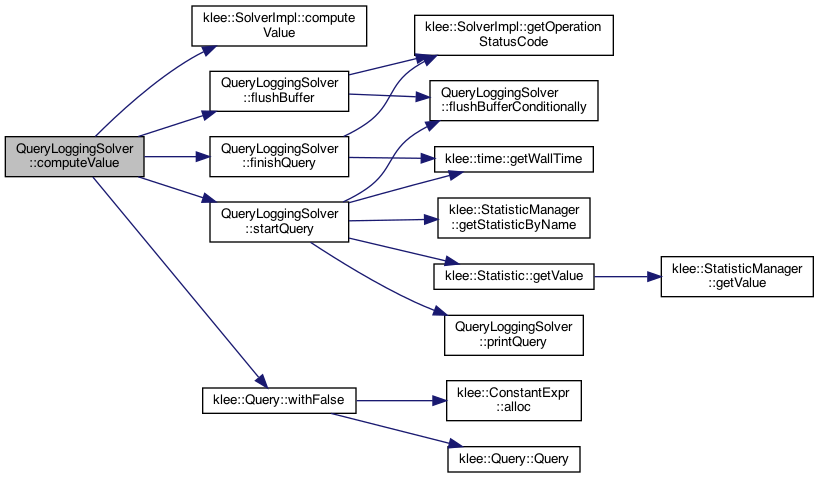 klee::SolverImpl::compute
Value
klee::SolverImpl::getOperation
StatusCode
QueryLoggingSolver
::flushBuffer
QueryLoggingSolver
::flushBufferConditionally
QueryLoggingSolver
::computeValue
QueryLoggingSolver
::finishQuery
klee::time::getWallTime
QueryLoggingSolver
::startQuery
klee::StatisticManager
::getStatisticByName
klee::Statistic::getValue
klee::StatisticManager
::getValue
QueryLoggingSolver
::printQuery
klee::Query::withFalse
klee::ConstantExpr
::alloc
klee::Query::Query